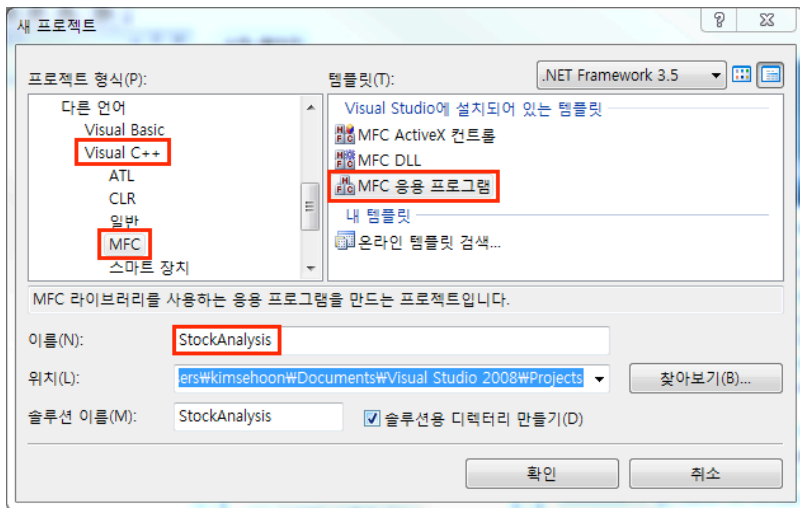 새 프로젝트
프로젝트 형식(P):
템플릿(T):
.NET Framework 3.5
다른 언어
Visual Basic
Visual C++
ATL
CLR
일반
MFC
스마트 장치
Visual Studio에 설치되어 있는 템플릿
MFC ActiveX 컨트롤
MFC DLL
MFC 응용 프로그램
내 템플릿
온라인 템플릿 검색...
MFC 라이브러리를 사용하는 응용 프로그램을 만드는 프로젝트입니다.
이름(N):
StockAnalysis
위치(L):
ers₩kimsehoon₩Documents₩Visual Studio 2008₩Projects
찾아보기(B)...
솔루션 이름(M):
StockAnalysis
솔루션용 디렉터리 만들기(D)
확인
취소